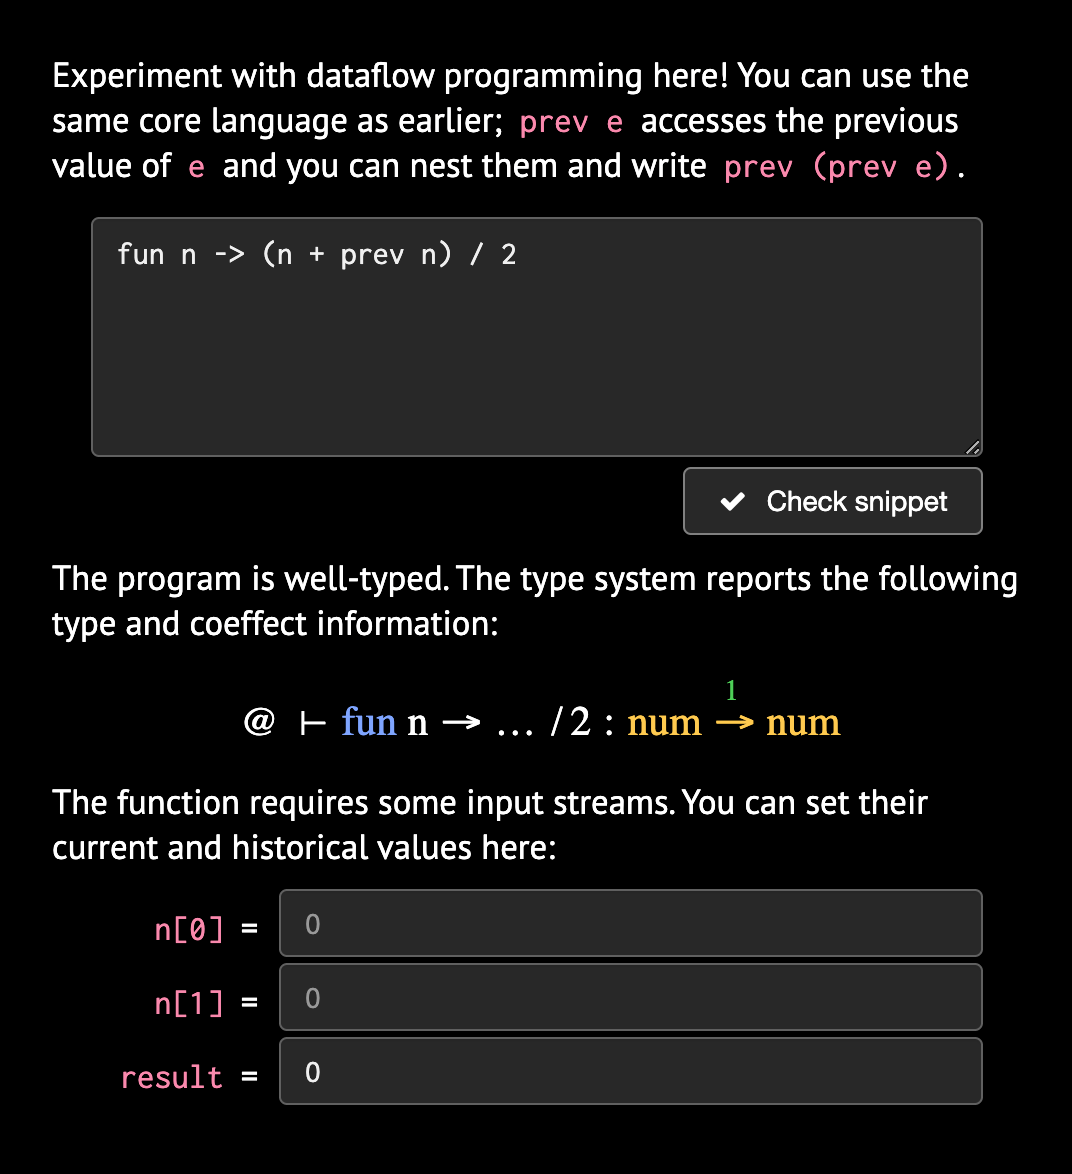 Experiment with dataflow programming here! You can use the
same core language as earlier; prev e accesses the previous
value of e and you can nest them and write prev (prev e).
fun n -> (n + prev n) / 2
✔ Check snippet
The program is well-typed. The type system reports the following
type and coeffect information:
@ ⊢ fun n → ... /2 : num 1→ num
The function requires some input streams. You can set their
current and historical values here:
n[0] = 0
n[1] = 0
result = 0